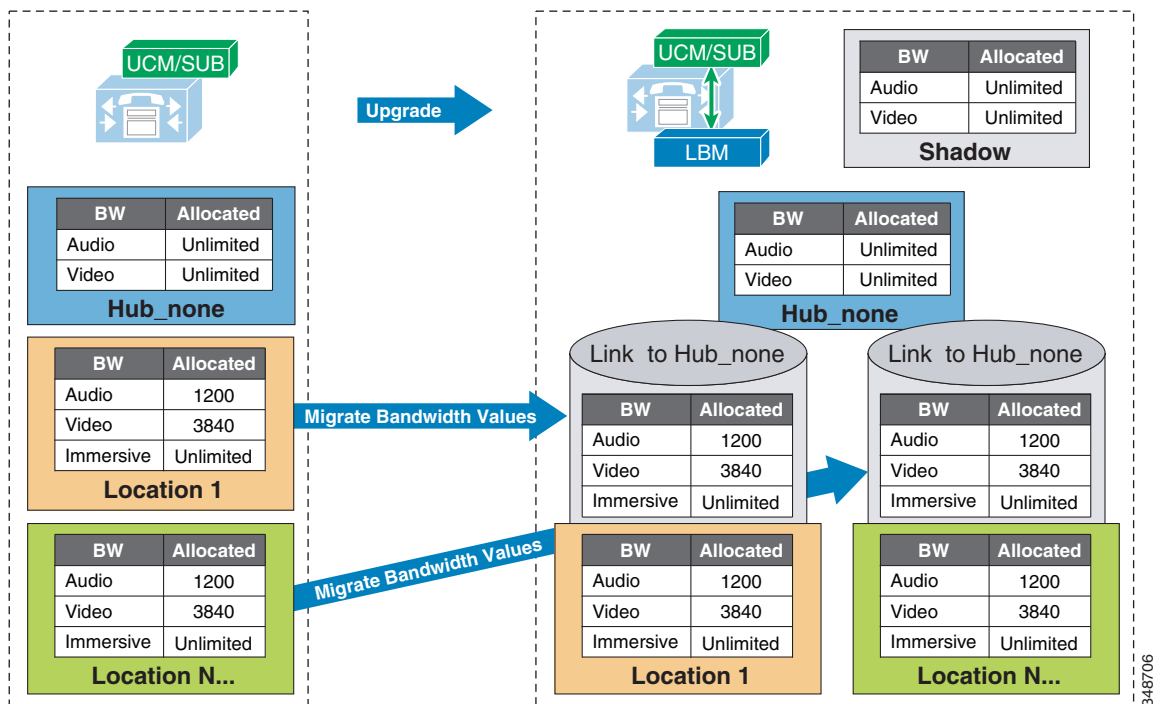 UCM/SUB
BW Allocated
Audio Unlimited
Video Unlimited
Hub_none
BW Allocated
Audio 1200
Video 3840
Immersive Unlimited
Location 1
BW Allocated
Audio 1200
Video 3840
Immersive Unlimited
Location N...
Upgrade
Migrate Bandwidth Values
Migrate Bandwidth Values
UCM/SUB
LBM
BW Allocated
Audio Unlimited
Video Unlimited
Shadow
BW Allocated
Audio Unlimited
Video Unlimited
Hub_none
Link to Hub_none
BW Allocated
Audio 1200
Video 3840
Immersive Unlimited
BW Allocated
Audio 1200
Video 3840
Immersive Unlimited
Location 1
Link to Hub_none
BW Allocated
Audio 1200
Video 3840
Immersive Unlimited
BW Allocated
Audio 1200
Video 3840
Immersive Unlimited
Location N...
348706